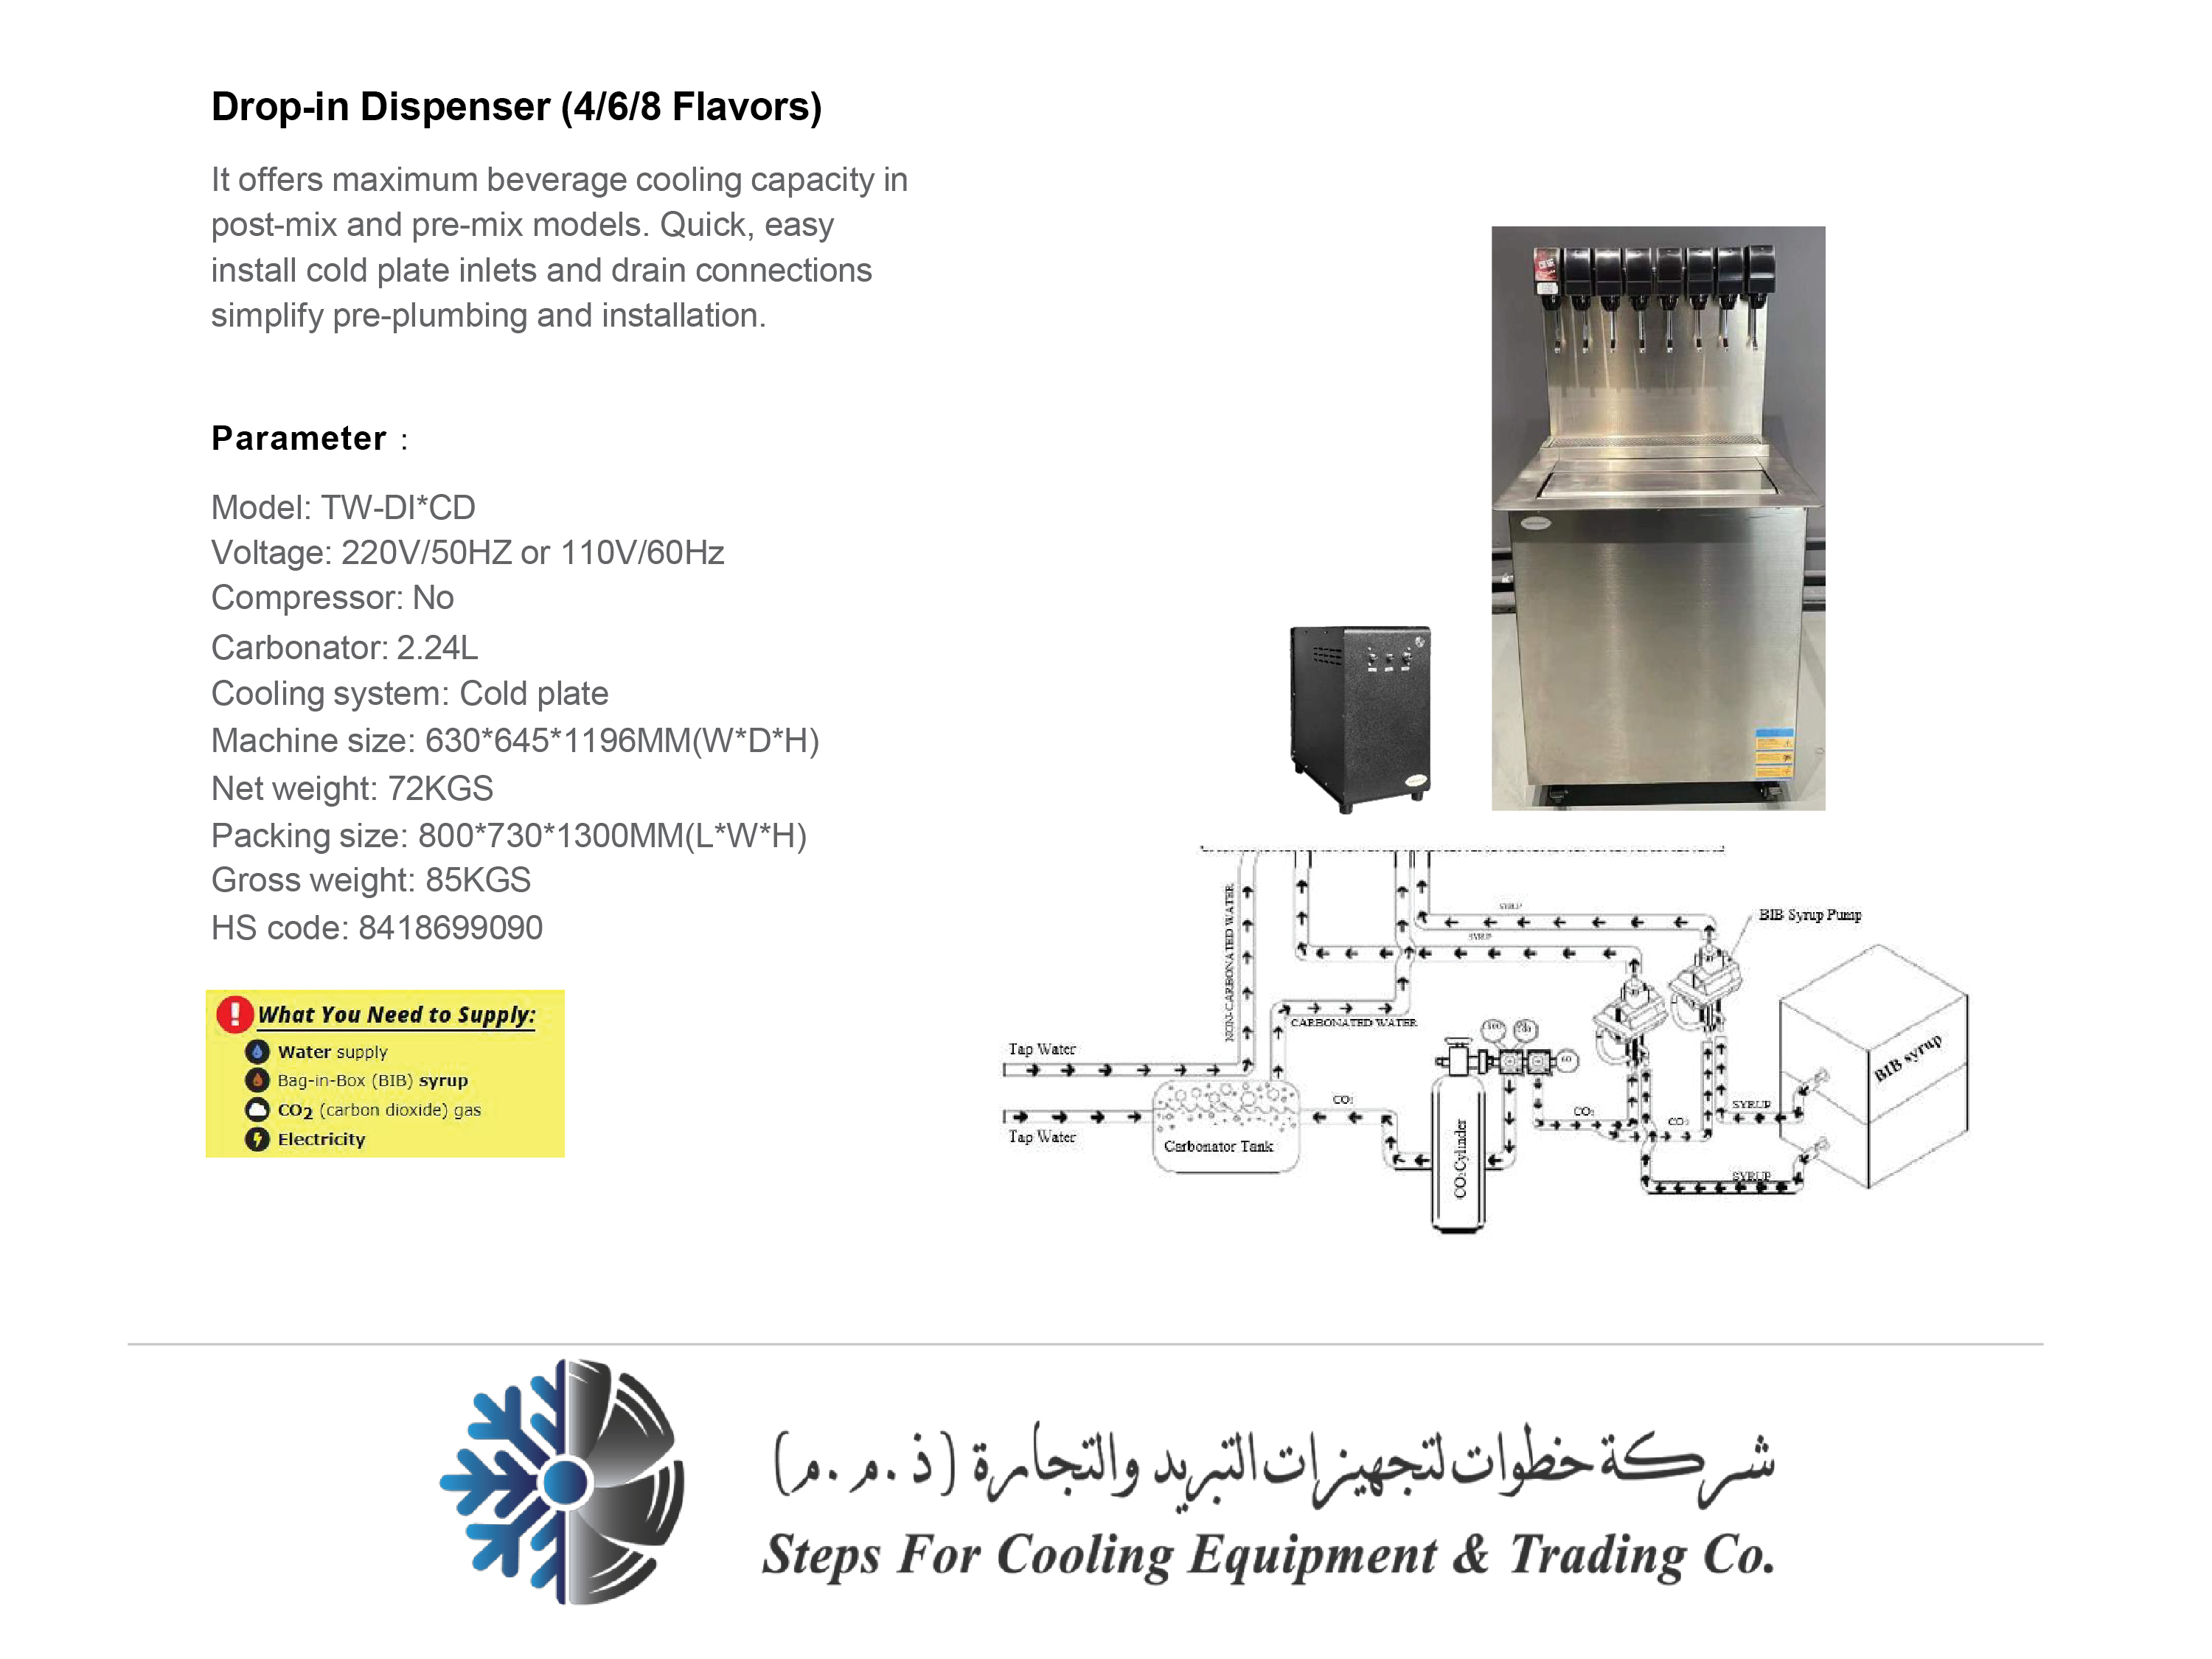 Drop-in Dispenser (4/6/8 Flavors)
It offers maximum beverage cooling capacity in
post-mix and pre-mix models. Quick, easy
install cold plate inlets and drain connections
simplify pre-plumbing and installation.
Parameter :
Model: TW-DI*CD
Voltage: 220V/50HZ or 110V/60Hz
Compressor: No
Carbonator: 2.24L
Cooling system: Cold plate
Machine size: 630*645*1196MM(W*D*H)
Net weight: 72KGS
Packing size: 800*730*1300MM(L*W*H)
Gross weight: 85KGS
HS code: 8418699090
What You Need to Supply:
Water supply
Bag-in-Box (BIB) syrup
CO2 (carbon dioxide) gas
Electricity
NON-CARBONATED WATER
SYRUP
SYRUP
BIB Syrup Pump
CARBONATED WATER
Tap Water
Tap Water
Carbonator Tank
CO2
CO2 Cylinder
60
CO2
CO2
SYRUP
SYRUP
BIB syrup
شركة خطوات لتجهيزات التبريد والتجارة (ذ.م.م)
Steps For Cooling Equipment & Trading Co.